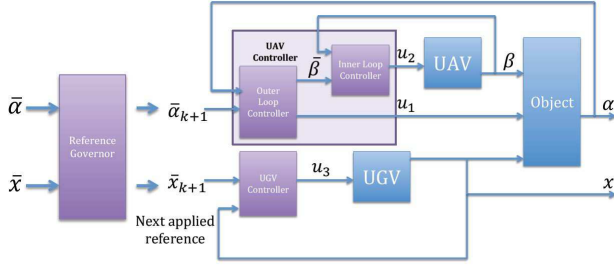 UAV
Controller
β̄
Inner Loop
Controller
u₂
UAV
β
Outer
Loop
Controller
u₁
Object
α
ᾱ
Reference
Governor
ᾱₖ₊₁
x̄
x̄ₖ₊₁
UGV
Controller
u₃
UGV
x
Next applied
reference